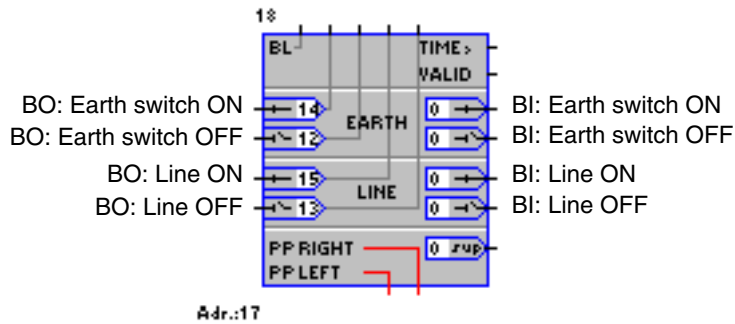 18
BL TIME>
VALID
BO: Earth switch ON 14 0 BI: Earth switch ON
EARTH
BO: Earth switch OFF 12 0 BI: Earth switch OFF
BO: Line ON 15 0 BI: Line ON
LINE
BO: Line OFF 13 0 BI: Line OFF
PP RIGHT 0 sup
PP LEFT
Adr.:17